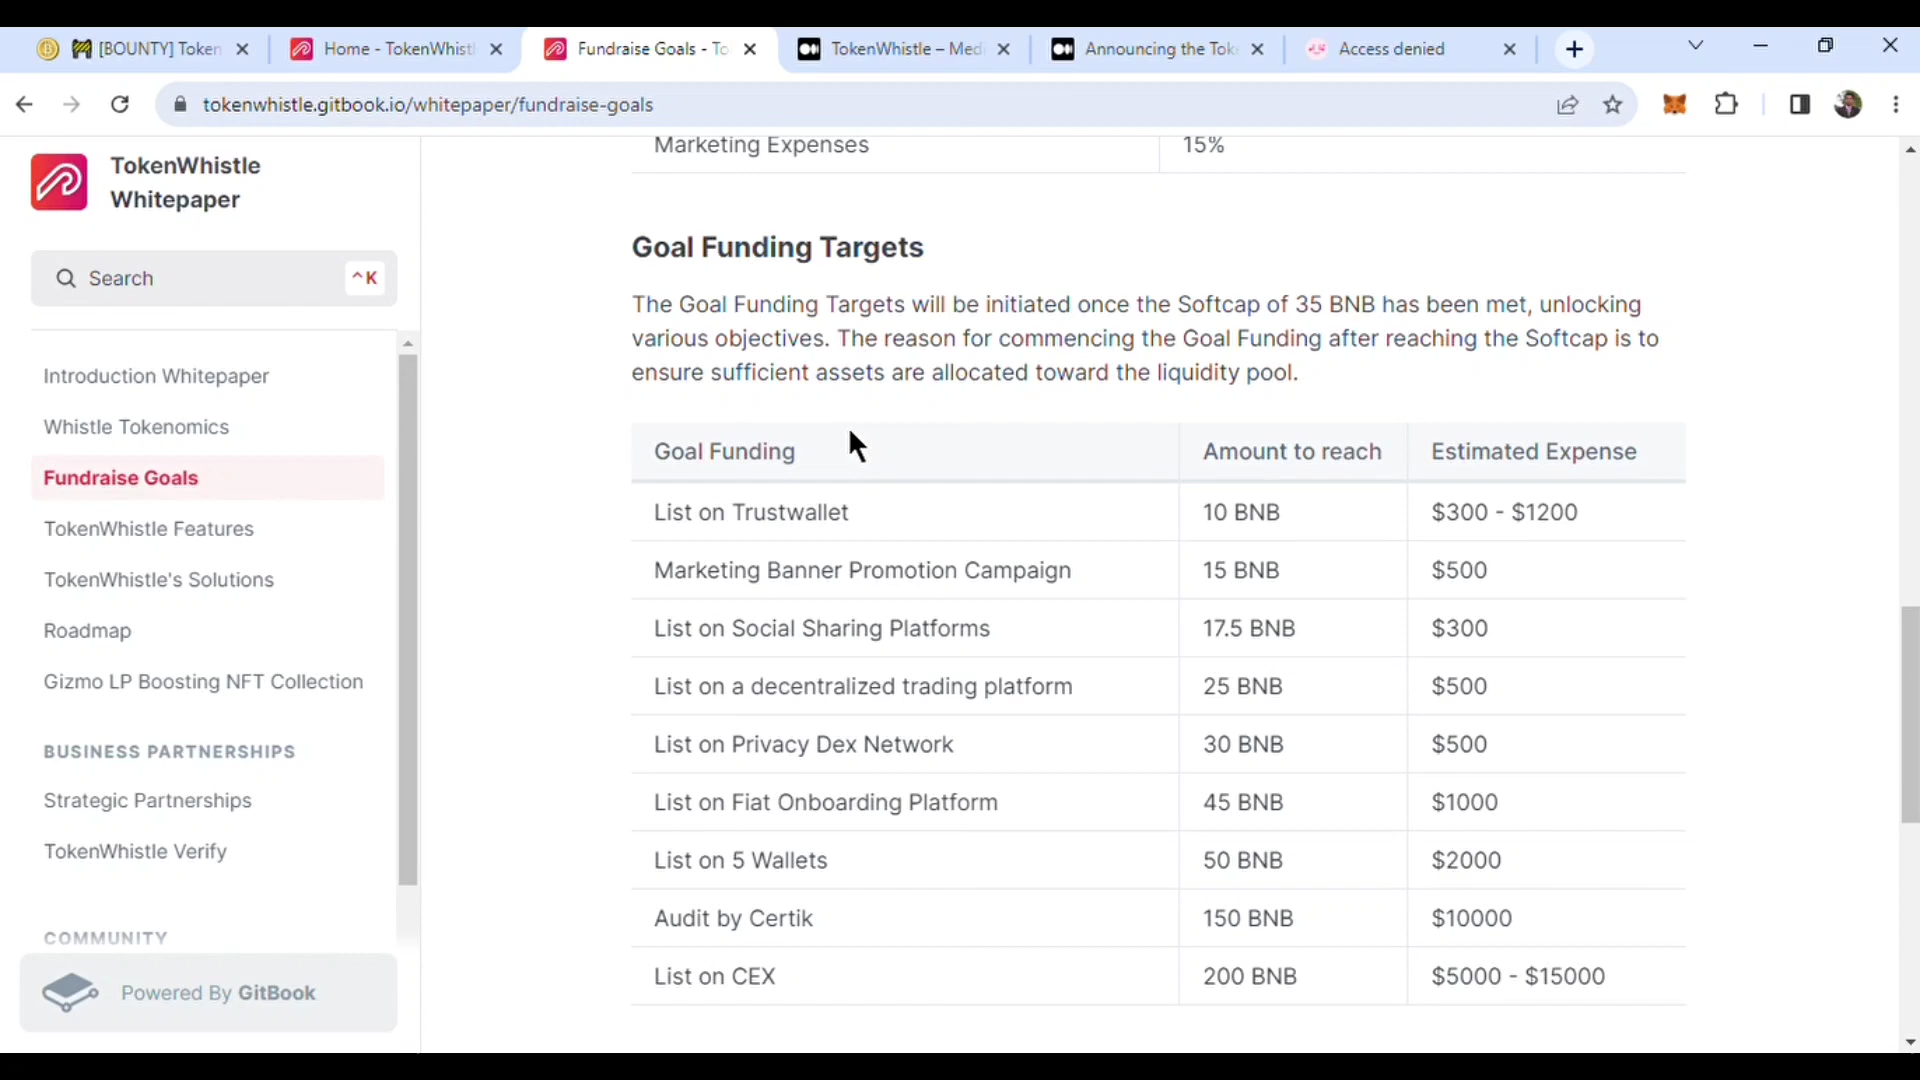 [BOUNTY] Token
Home - TokenWhistl
Fundraise Goals - To
TokenWhistle – Medi
Announcing the Tok
Access denied
tokenwhistle.gitbook.io/whitepaper/fundraise-goals
TokenWhistle
Whitepaper
Search
^ K
Introduction Whitepaper
Whistle Tokenomics
Fundraise Goals
TokenWhistle Features
TokenWhistle's Solutions
Roadmap
Gizmo LP Boosting NFT Collection
BUSINESS PARTNERSHIPS
Strategic Partnerships
TokenWhistle Verify
COMMUNITY
Powered By GitBook
Marketing Expenses 15%
Goal Funding Targets
The Goal Funding Targets will be initiated once the Softcap of 35 BNB has been met, unlocking
various objectives. The reason for commencing the Goal Funding after reaching the Softcap is to
ensure sufficient assets are allocated toward the liquidity pool.
Goal Funding Amount to reach Estimated Expense
List on Trustwallet 10 BNB $300 - $1200
Marketing Banner Promotion Campaign 15 BNB $500
List on Social Sharing Platforms 17.5 BNB $300
List on a decentralized trading platform 25 BNB $500
List on Privacy Dex Network 30 BNB $500
List on Fiat Onboarding Platform 45 BNB $1000
List on 5 Wallets 50 BNB $2000
Audit by Certik 150 BNB $10000
List on CEX 200 BNB $5000 - $15000